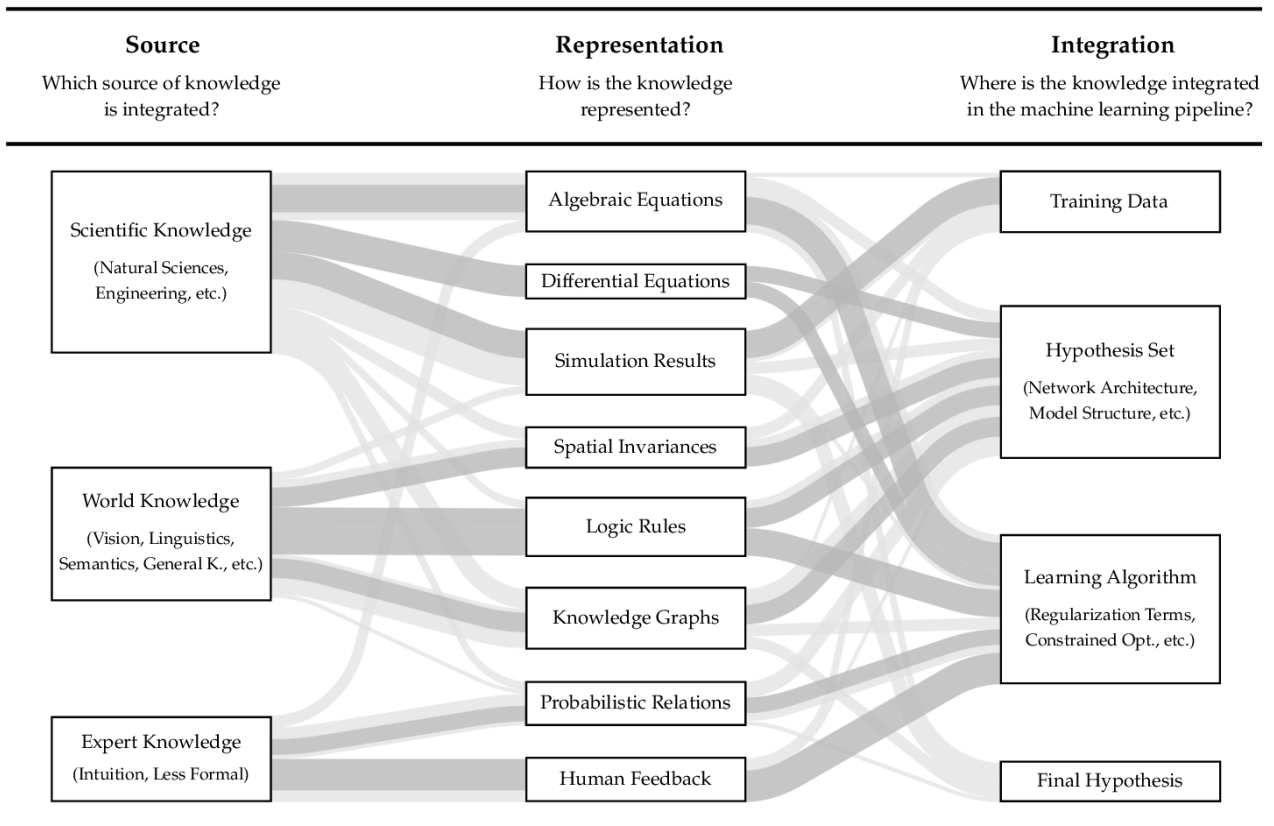 Source
Which source of knowledge
is integrated?
Representation
How is the knowledge
represented?
Integration
Where is the knowledge integrated
in the machine learning pipeline?
Scientific Knowledge
(Natural Sciences,
Engineering, etc.)
World Knowledge
(Vision, Linguistics,
Semantics, General K., etc.)
Expert Knowledge
(Intuition, Less Formal)
Algebraic Equations
Differential Equations
Simulation Results
Spatial Invariances
Logic Rules
Knowledge Graphs
Probabilistic Relations
Human Feedback
Training Data
Hypothesis Set
(Network Architecture,
Model Structure, etc.)
Learning Algorithm
(Regularization Terms,
Constrained Opt., etc.)
Final Hypothesis